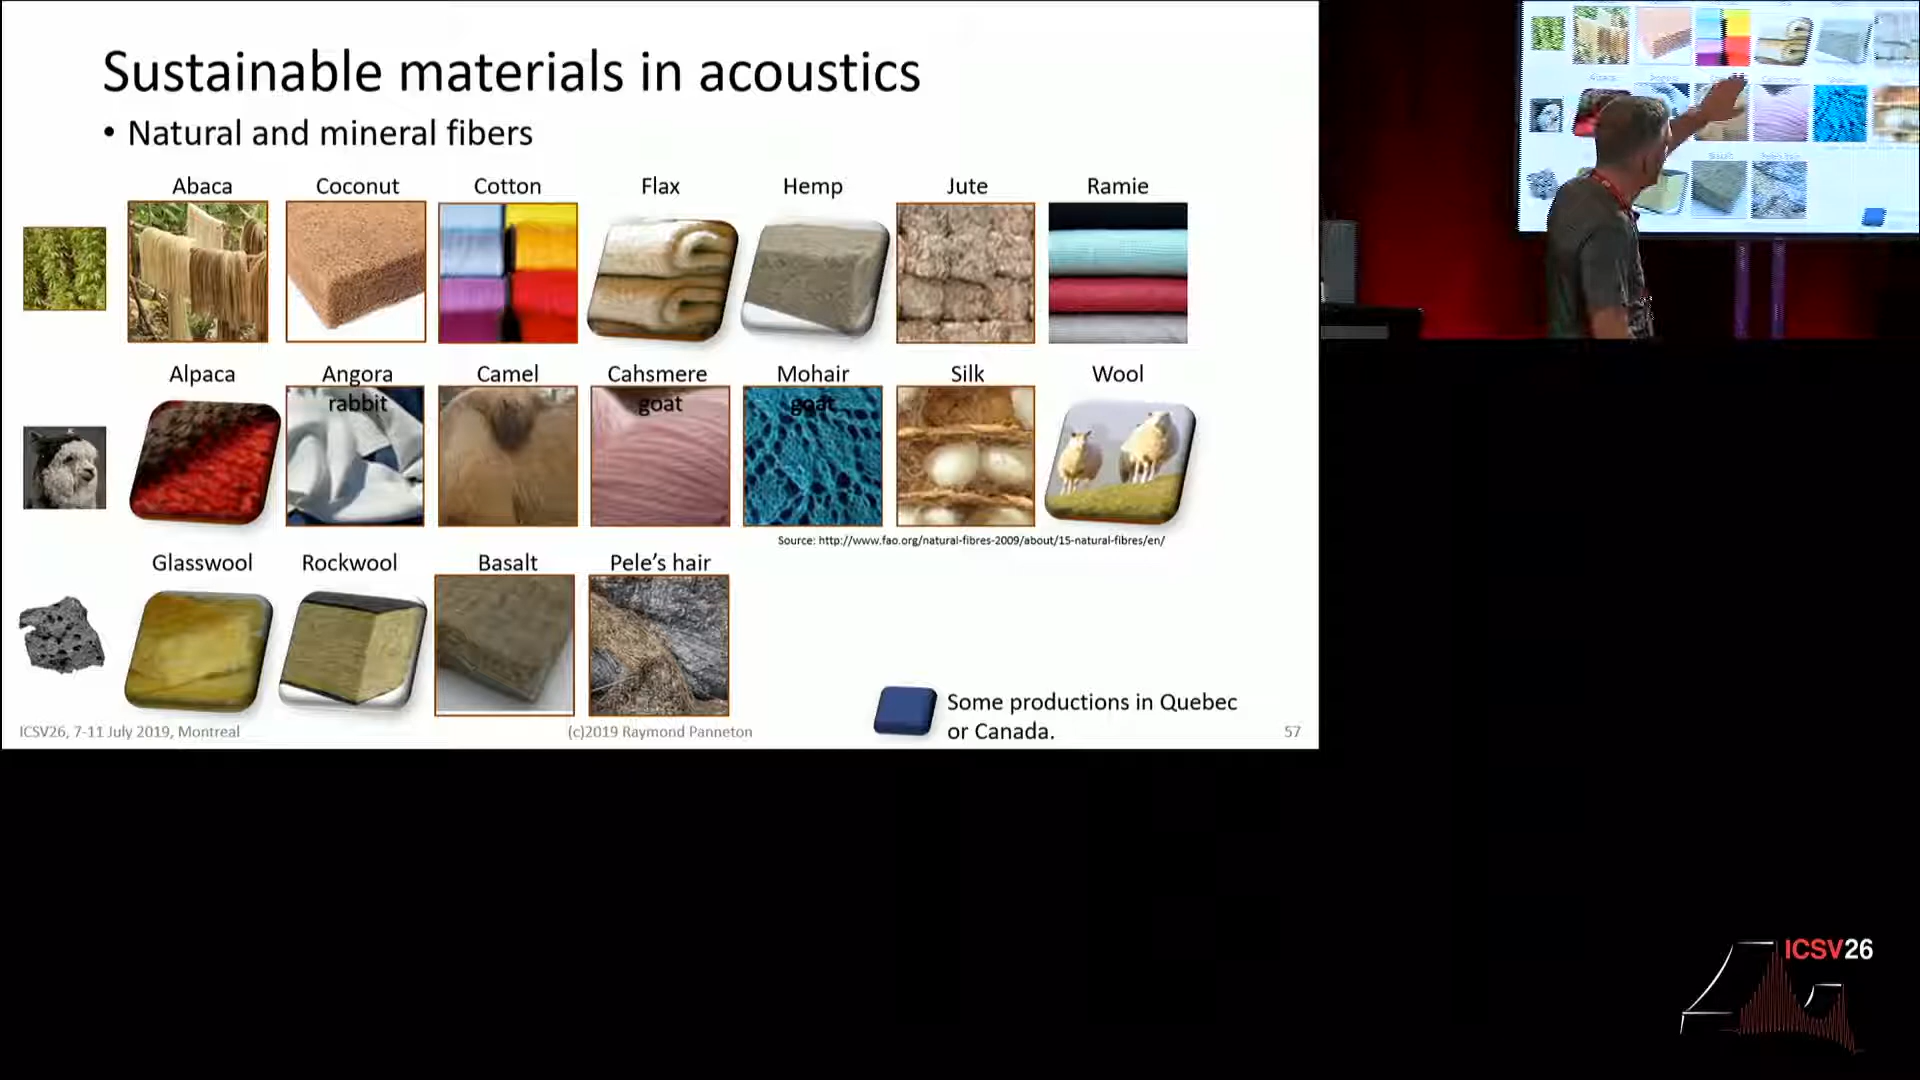 Sustainable materials in acoustics
• Natural and mineral fibers
Abaca Coconut Cotton Flax Hemp Jute Ramie
Alpaca Angora rabbit Camel Cahsmere goat Mohair goat Silk Wool
Source: http://www.fao.org/natural-fibres-2009/about/15-natural-fibres/en/
Glasswool Rockwool Basalt Pele's hair
Some productions in Quebec
or Canada.
ICSV26, 7-11 July 2019, Montreal (c)2019 Raymond Panneton 57
ICSV26